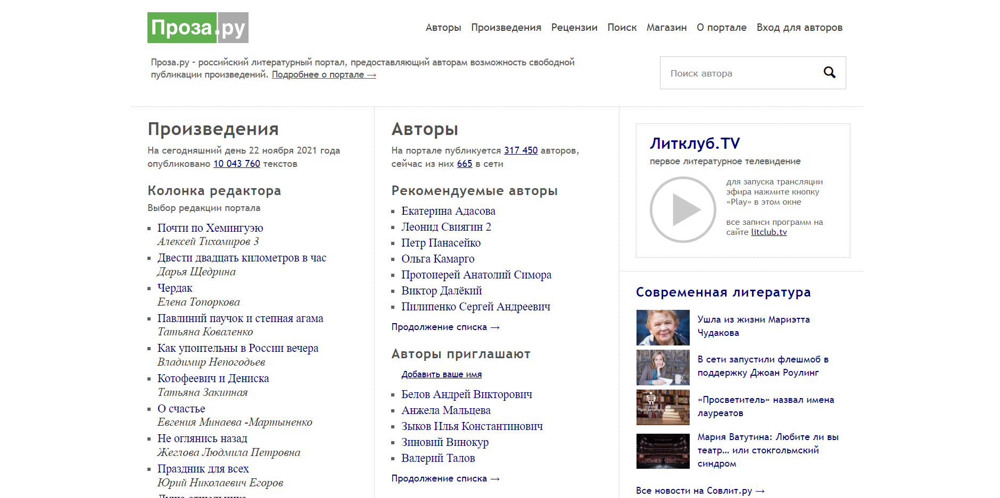 Проза.ру
Авторы Произведения Рецензии Поиск Магазин О портале Вход для авторов
Проза.ру - российский литературный портал, предоставляющий авторам возможность свободной
публикации произведений. Подробнее о портале →
Поиск автора
Произведения
На сегодняшний день 22 ноября 2021 года
опубликовано 10 043 760 текстов
Колонка редактора
Выбор редакции портала
Почти по Хемингуэю
Алексей Тихомиров 3
Двести двадцать километров в час
Дарья Щедрина
Чердак
Елена Топоркова
Павлиний паучок и степная агама
Татьяна Коваленко
Как упоительны в России вечера
Владимир Непогодьев
Котофеевич и Дениска
Татьяна Закипная
О счастье
Евгения Минаева -Мартыненко
Не оглянись назад
Жеглова Людмила Петровна
Праздник для всех
Юрий Николаевич Егоров
Авторы
На портале публикуется 317 450 авторов,
сейчас из них 665 в сети
Рекомендуемые авторы
Екатерина Адасова
Леонид Свиягин 2
Петр Панасейко
Ольга Камарго
Протоиерей Анатолий Симора
Виктор Далёкий
Пилипенко Сергей Андреевич
Продолжение списка →
Авторы приглашают
Добавить ваше имя
Белов Андрей Викторович
Анжела Мальцева
Зыков Илья Константинович
Зиновий Винокур
Валерий Талов
Продолжение списка →
Литклуб.TV
первое литературное телевидение
для запуска трансляции
эфира нажмите кнопку
«Play» в этом окне
все записи программ на
сайте litclub.tv
Современная литература
Ушла из жизни Мариэтта
Чудакова
В сети запустили флешмоб в
поддержку Джоан Роулинг
Просветитель
«Просветитель» назвал имена
лауреатов
Мария Ватутина: Любите ли вы
театр… или стокгольмский
синдром
Все новости на Совлит.ру →